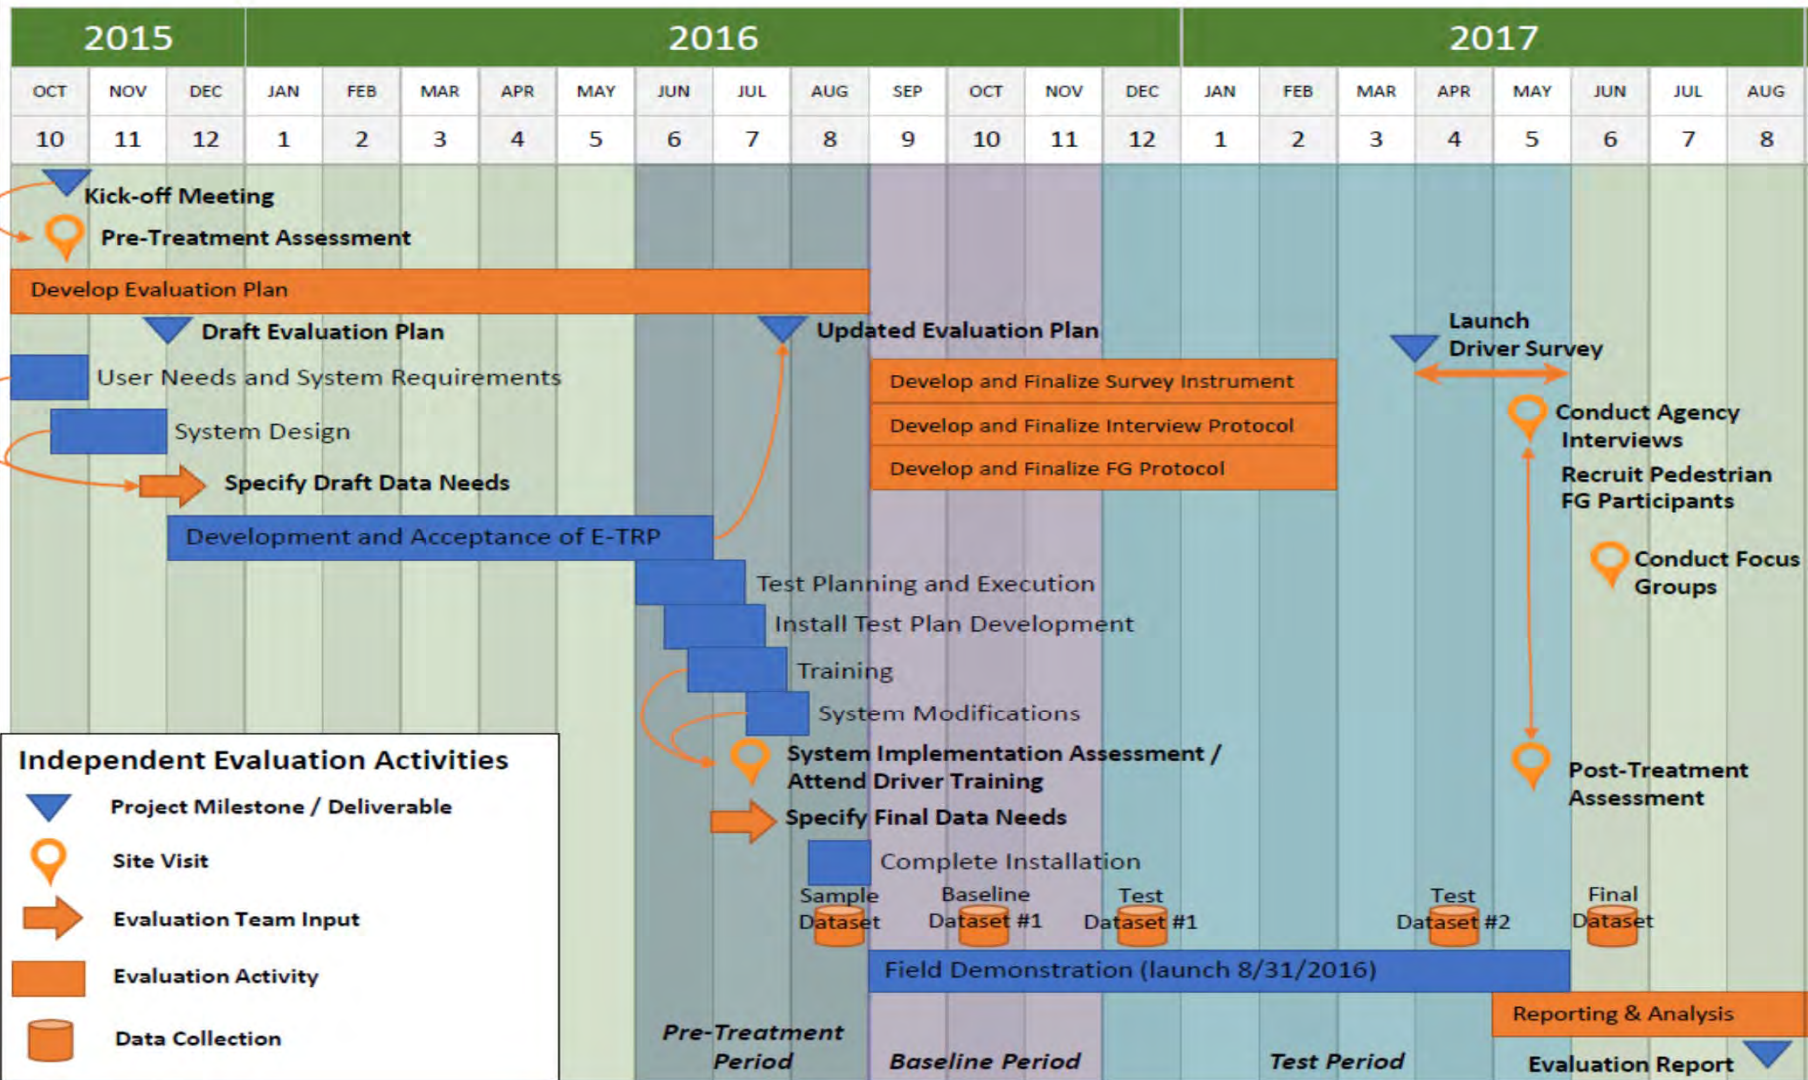 2015 2016 2017
OCT NOV DEC JAN FEB MAR APR MAY JUN JUL AUG SEP OCT NOV DEC JAN FEB MAR APR MAY JUN JUL AUG
10 11 12 1 2 3 4 5 6 7 8 9 10 11 12 1 2 3 4 5 6 7 8
Kick-off Meeting
Pre-Treatment Assessment
Develop Evaluation Plan
Draft Evaluation Plan
Updated Evaluation Plan
Launch
Driver Survey
User Needs and System Requirements
Develop and Finalize Survey Instrument
System Design
Develop and Finalize Interview Protocol
Conduct Agency
Interviews
Develop and Finalize FG Protocol
Specify Draft Data Needs
Recruit Pedestrian
FG Participants
Development and Acceptance of E-TRP
Conduct Focus
Groups
Test Planning and Execution
Install Test Plan Development
Training
System Modifications
System Implementation Assessment /
Attend Driver Training
Post-Treatment
Assessment
Specify Final Data Needs
Complete Installation
Sample
Dataset
Baseline
Dataset #1
Test
Dataset #1
Test
Dataset #2
Final
Dataset
Field Demonstration (launch 8/31/2016)
Reporting & Analysis
Pre-Treatment
Period
Baseline Period
Test Period
Evaluation Report
Independent Evaluation Activities
Project Milestone / Deliverable
Site Visit
Evaluation Team Input
Evaluation Activity
Data Collection